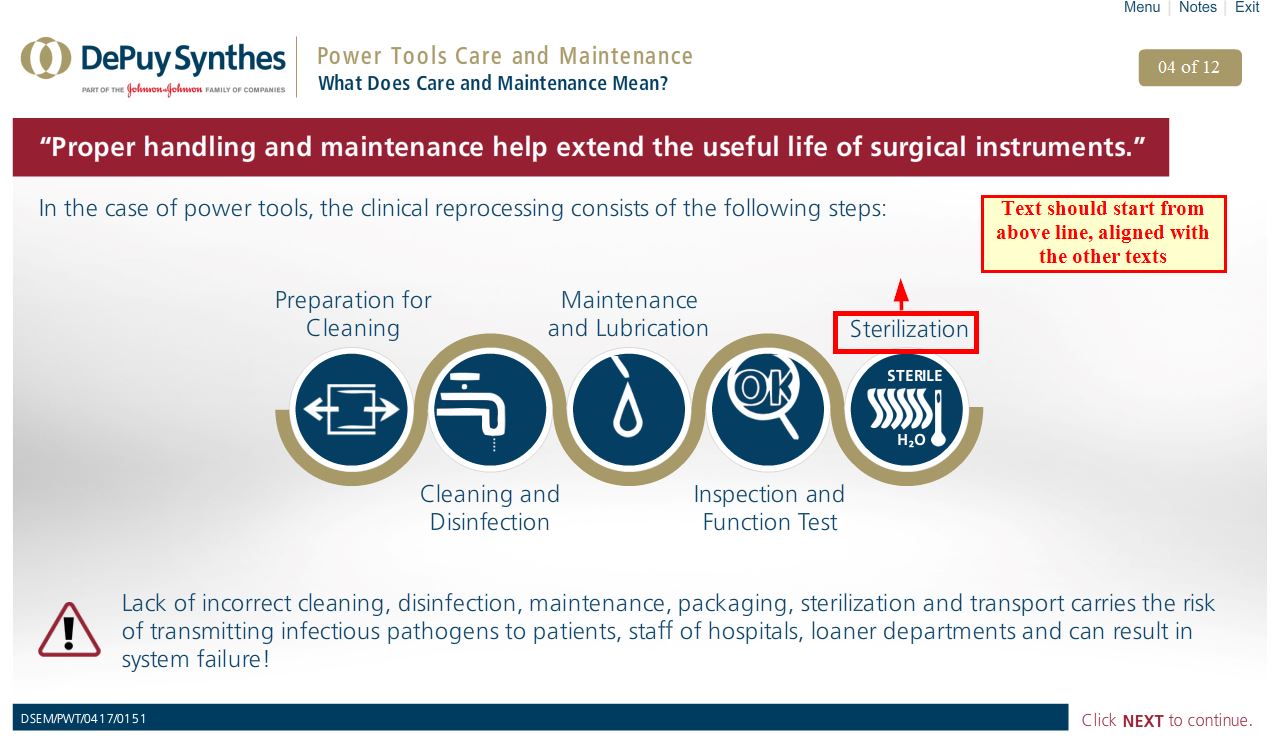 Menu | Notes | Exit
DePuy Synthes
PART OF THE Johnson & Johnson FAMILY OF COMPANIES
Power Tools Care and Maintenance
What Does Care and Maintenance Mean?
04 of 12
“Proper handling and maintenance help extend the useful life of surgical instruments.”
In the case of power tools, the clinical reprocessing consists of the following steps:
Text should start from
above line, aligned with
the other texts
Preparation for
Cleaning
Maintenance
and Lubrication
Sterilization
OK
STERILE
H₂O
Cleaning and
Disinfection
Inspection and
Function Test
Lack of incorrect cleaning, disinfection, maintenance, packaging, sterilization and transport carries the risk
of transmitting infectious pathogens to patients, staff of hospitals, loaner departments and can result in
system failure!
DSEM/PWT/0417/0151
Click NEXT to continue.